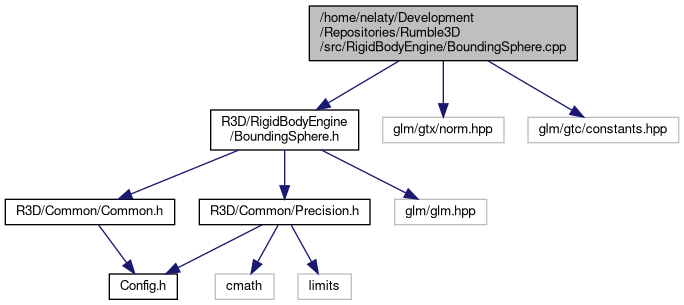 /home/nelaty/Development
/Repositories/Rumble3D
/src/RigidBodyEngine/BoundingSphere.cpp
R3D/RigidBodyEngine
/BoundingSphere.h
glm/gtx/norm.hpp
glm/gtc/constants.hpp
R3D/Common/Common.h
R3D/Common/Precision.h
glm/glm.hpp
Config.h
cmath
limits